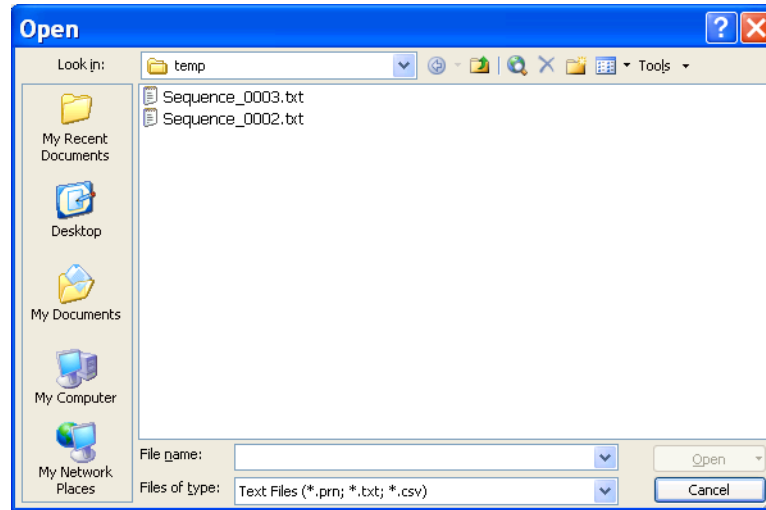 Open
Look in:
temp
Tools
Sequence_0003.txt
Sequence_0002.txt
My Recent
Documents
Desktop
My Documents
My Computer
My Network
Places
File name:
Open
Files of type:
Text Files (*.prn; *.txt; *.csv)
Cancel